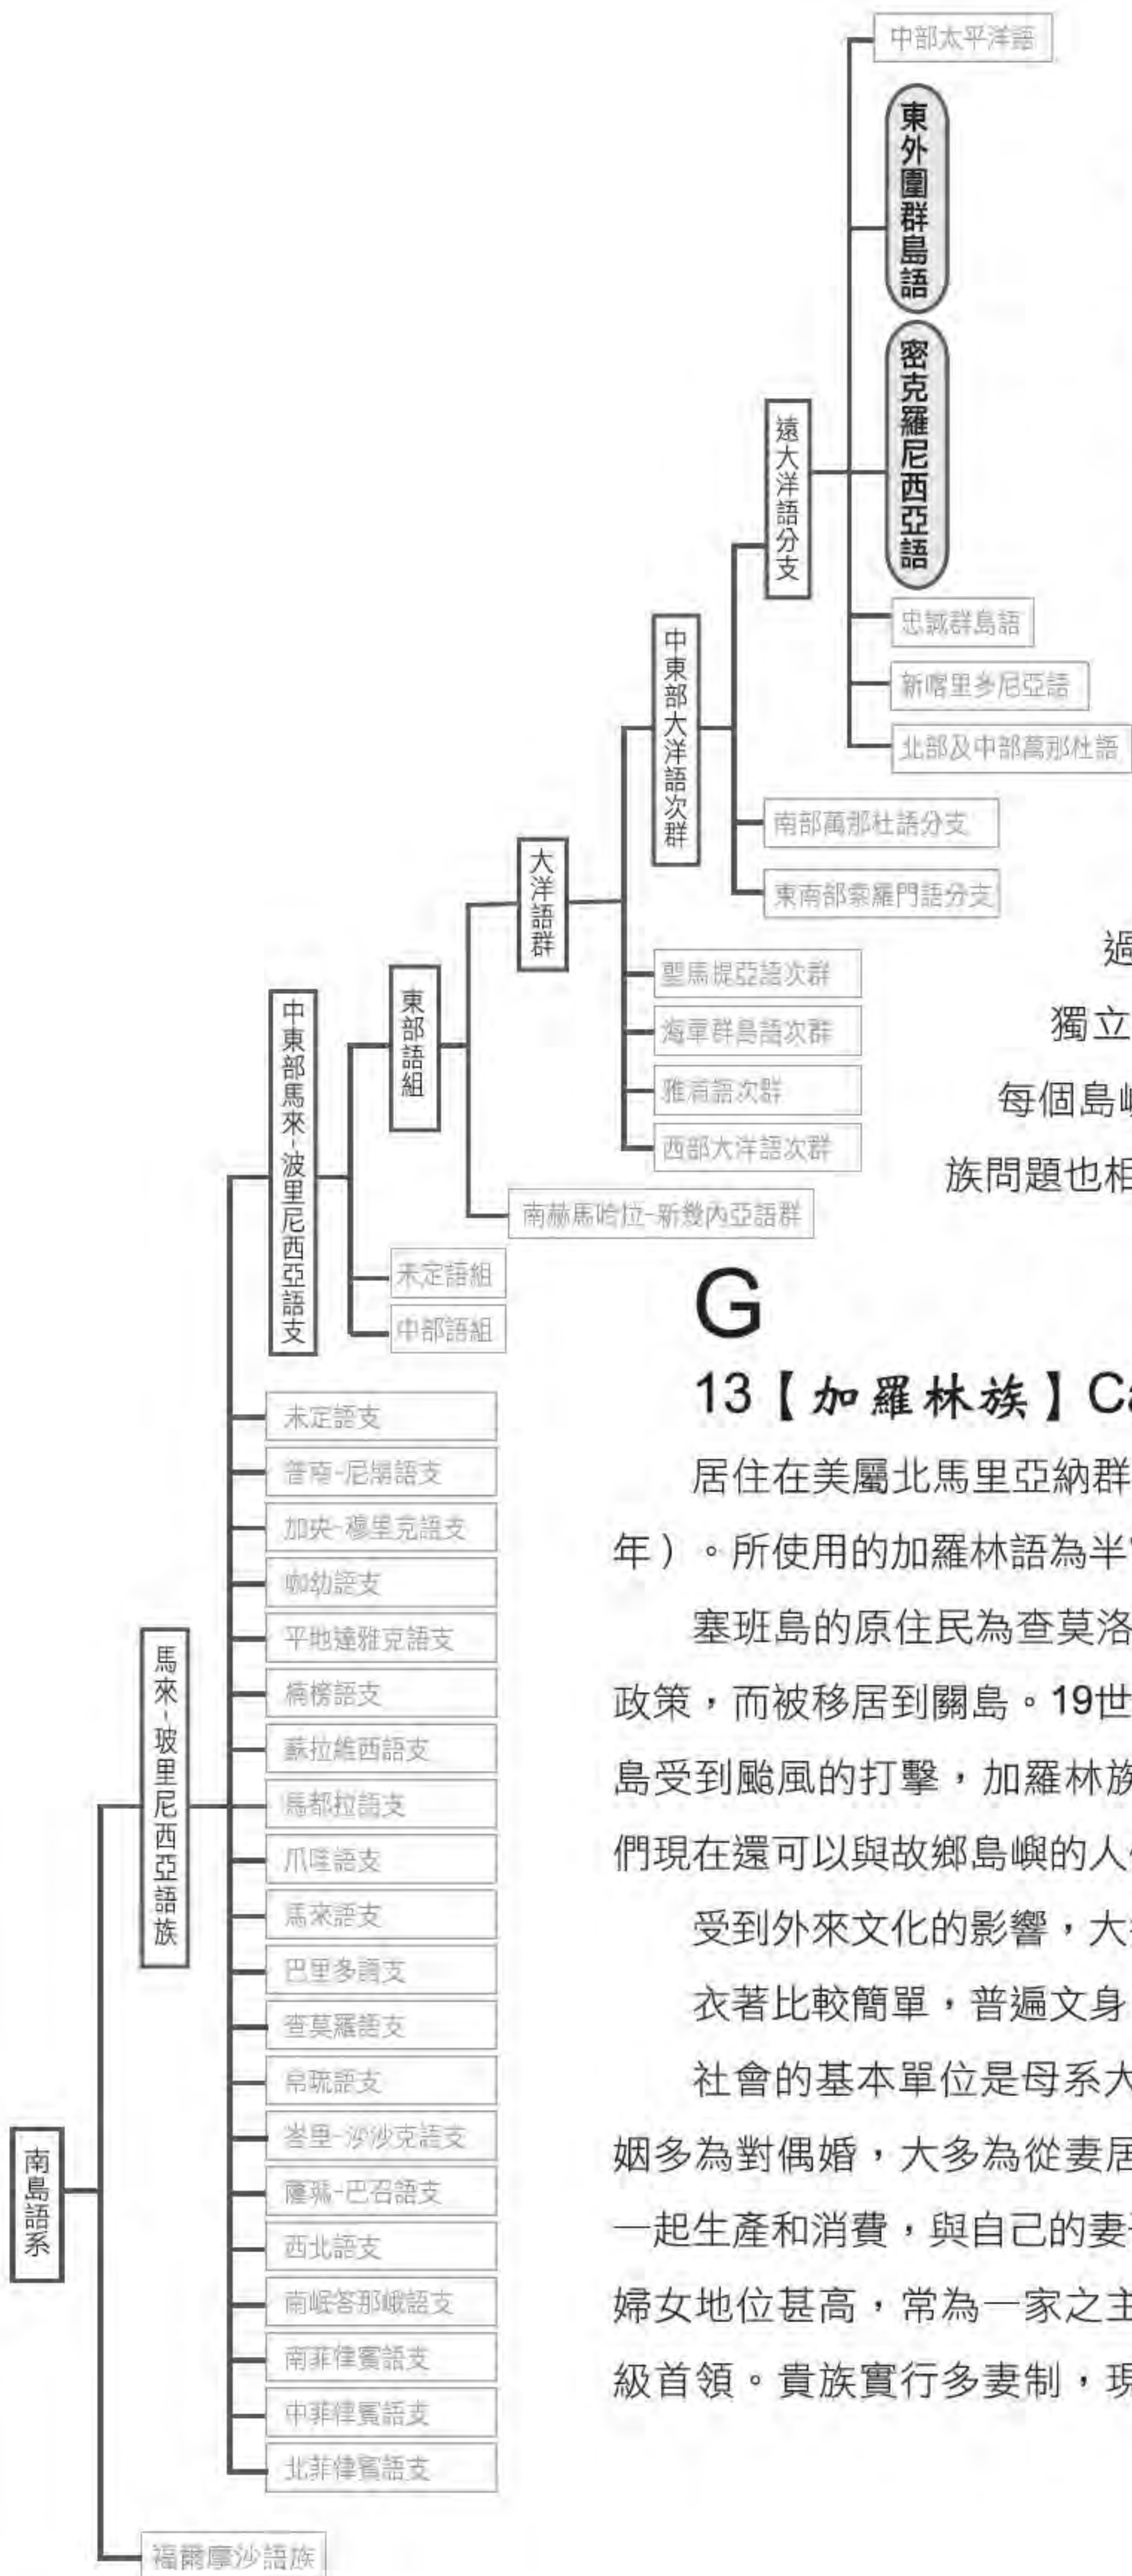 中部太平洋語
東外圍群島語
密克羅尼西亞語
遠大洋語分支
忠誠群島語
新喀里多尼亞語
北部及中部萬那杜語
中東部大洋語次群
南部萬那杜語分支
東南部索羅門語分支
大洋語群
聖馬提亞語次群
海軍群島語次群
雅浦語次群
西部大洋語次群
東部語組
南赫馬哈拉-新幾內亞語群
中東部馬來-波里尼西亞語支
未定語組
中部語組
未定語支
普南-尼嶼語支
加央-穆里克語支
咖幼語支
平地達雅克語支
楠榜語支
蘇拉維西語支
馬都拉語支
爪哇語支
馬來語支
巴里多語支
查莫羅語支
帛琉語支
峇里-沙沙克語支
薩瑪-巴召語支
西北語支
南岷答那峨語支
南菲律賓語支
中菲律賓語支
北菲律賓語支
馬來-玻里尼西亞語族
南島語系
福爾摩沙語族
過
獨立
每個島嶼
族問題也相
G
13【加羅林族】Ca
居住在美屬北馬里亞納群
年）。所使用的加羅林語為半
塞班島的原住民為查莫洛
政策，而被移居到關島。19世
島受到颱風的打擊，加羅林族
們現在還可以與故鄉島嶼的人
受到外來文化的影響，大
衣著比較簡單，普遍文身
社會的基本單位是母系大
姻多為對偶婚，大多為從妻居
一起生產和消費，與自己的妻
婦女地位甚高，常為一家之主
級首領。貴族實行多妻制，現